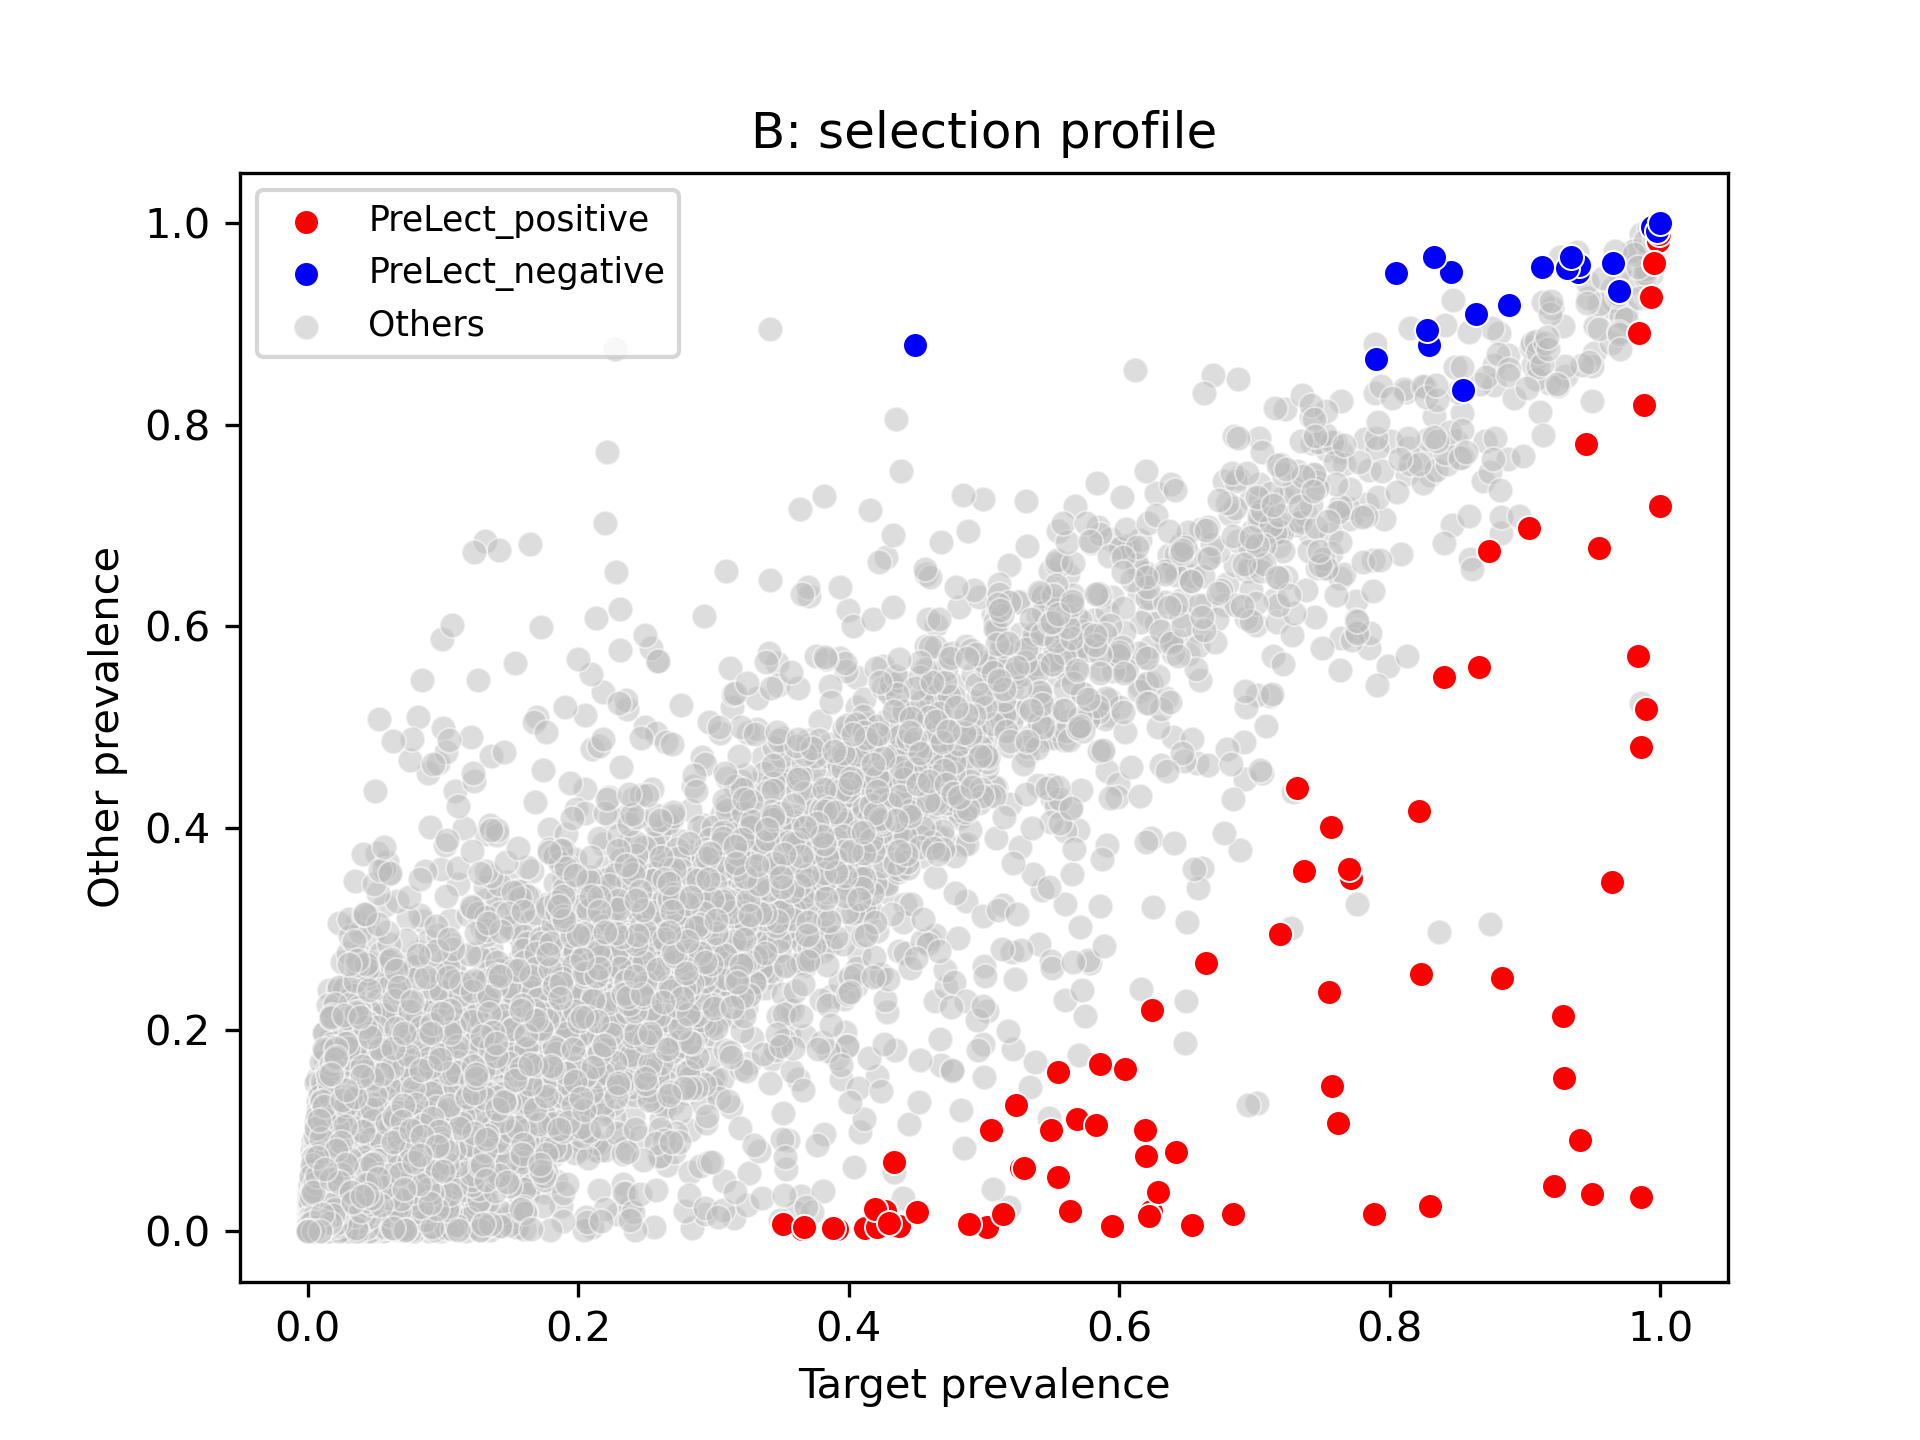 B: selection profile
PreLect_positive
PreLect_negative
Others
1.0
0.8
0.6
0.4
0.2
0.0
Other prevalence
0.0 0.2 0.4 0.6 0.8 1.0
Target prevalence